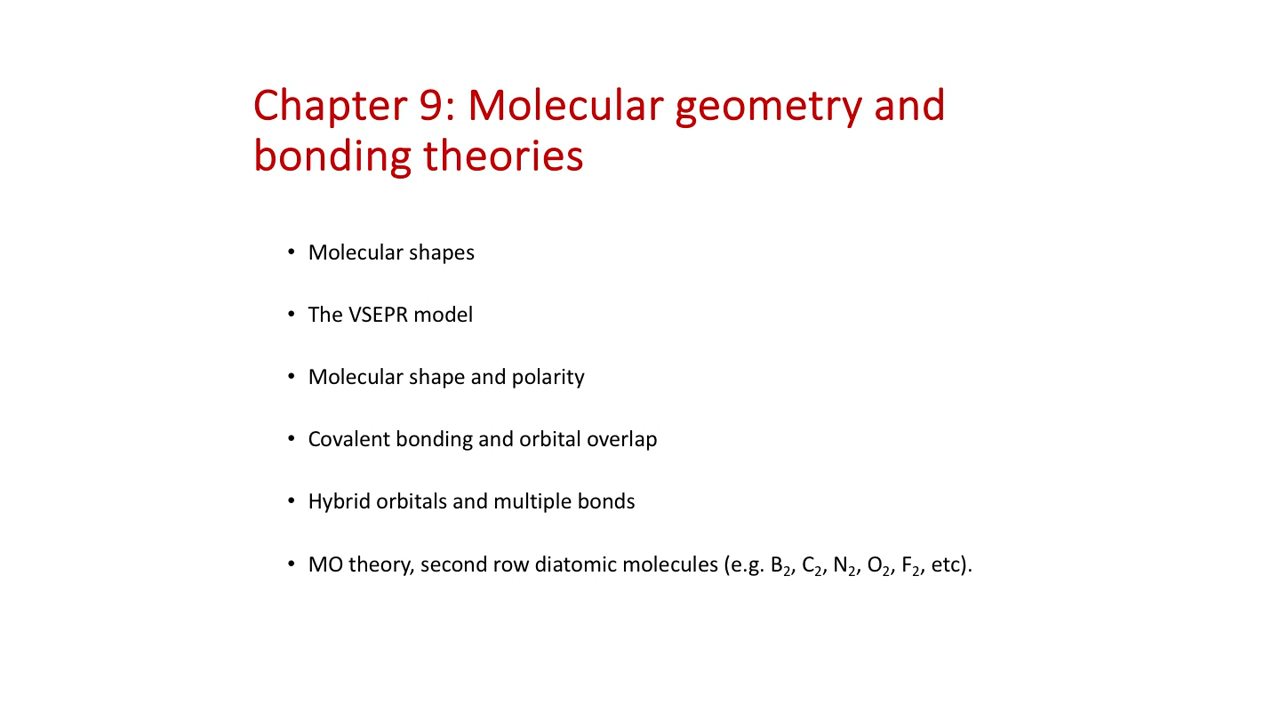 Chapter 9: Molecular geometry and
bonding theories
• Molecular shapes
• The VSEPR model
• Molecular shape and polarity
• Covalent bonding and orbital overlap
• Hybrid orbitals and multiple bonds
• MO theory, second row diatomic molecules (e.g. B₂, C₂, N₂, O₂, F₂, etc).